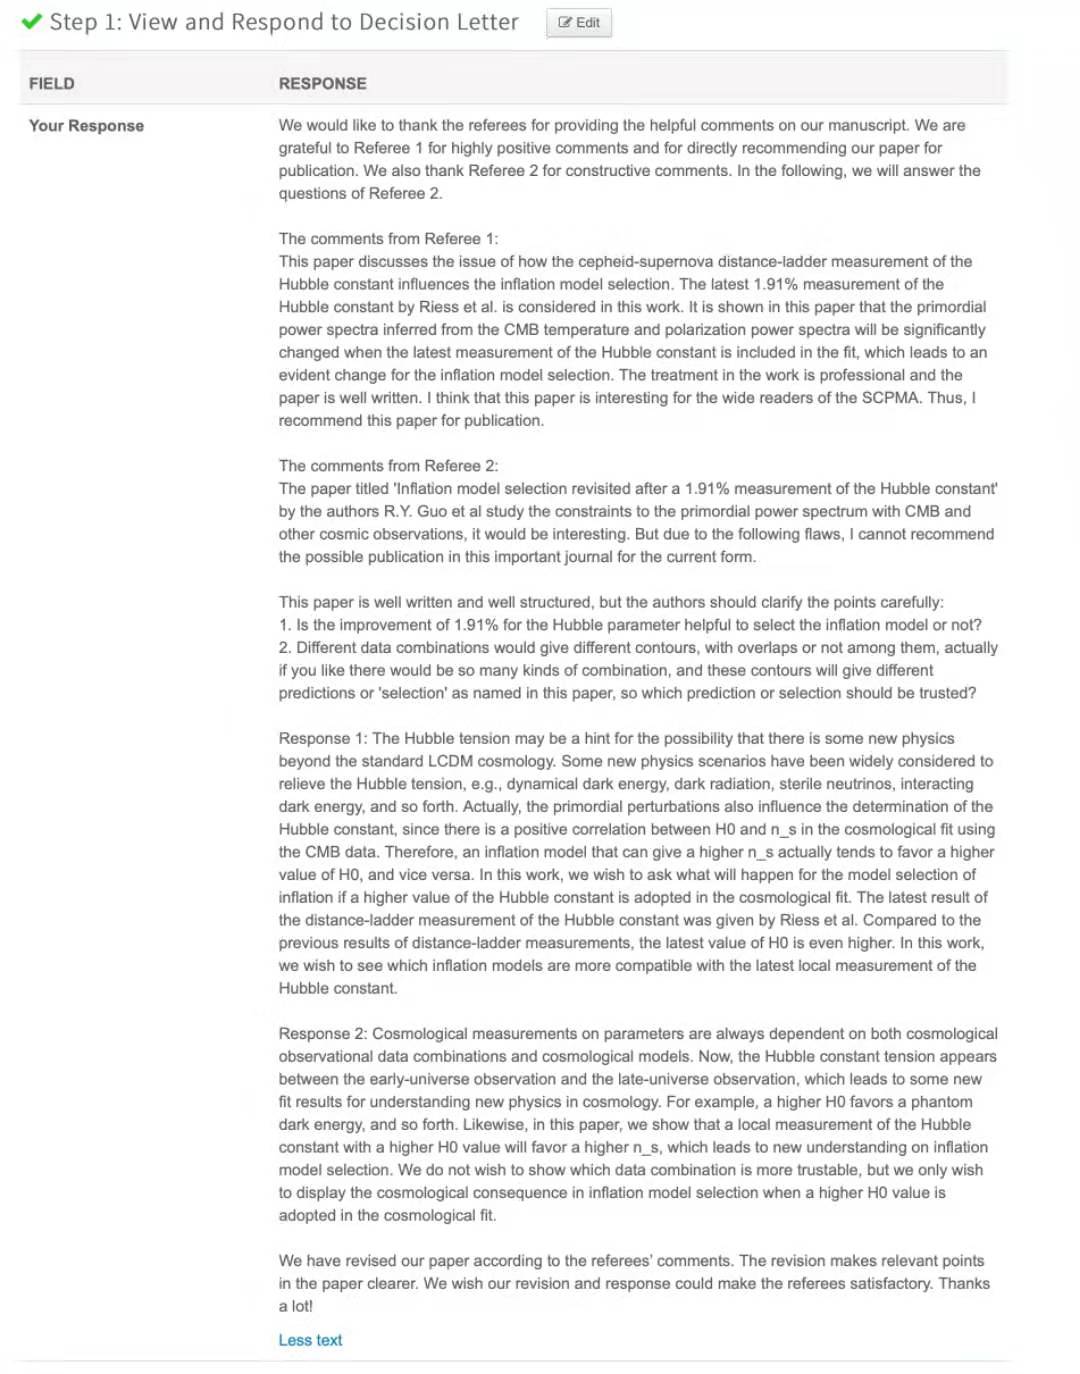 Step 1: View and Respond to Decision Letter
Edit
FIELD
RESPONSE
Your Response
We would like to thank the referees for providing the helpful comments on our manuscript. We are
grateful to Referee 1 for highly positive comments and for directly recommending our paper for
publication. We also thank Referee 2 for constructive comments. In the following, we will answer the
questions of Referee 2.
The comments from Referee 1:
This paper discusses the issue of how the cepheid-supernova distance-ladder measurement of the
Hubble constant influences the inflation model selection. The latest 1.91% measurement of the
Hubble constant by Riess et al. is considered in this work. It is shown in this paper that the primordial
power spectra inferred from the CMB temperature and polarization power spectra will be significantly
changed when the latest measurement of the Hubble constant is included in the fit, which leads to an
evident change for the inflation model selection. The treatment in the work is professional and the
paper is well written. I think that this paper is interesting for the wide readers of the SCPMA. Thus, I
recommend this paper for publication.
The comments from Referee 2:
The paper titled 'Inflation model selection revisited after a 1.91% measurement of the Hubble constant'
by the authors R.Y. Guo et al study the constraints to the primordial power spectrum with CMB and
other cosmic observations, it would be interesting. But due to the following flaws, I cannot recommend
the possible publication in this important journal for the current form.
This paper is well written and well structured, but the authors should clarify the points carefully:
1. Is the improvement of 1.91% for the Hubble parameter helpful to select the inflation model or not?
2. Different data combinations would give different contours, with overlaps or not among them, actually
if you like there would be so many kinds of combination, and these contours will give different
predictions or 'selection' as named in this paper, so which prediction or selection should be trusted?
Response 1: The Hubble tension may be a hint for the possibility that there is some new physics
beyond the standard LCDM cosmology. Some new physics scenarios have been widely considered to
relieve the Hubble tension, e.g., dynamical dark energy, dark radiation, sterile neutrinos, interacting
dark energy, and so forth. Actually, the primordial perturbations also influence the determination of the
Hubble constant, since there is a positive correlation between H0 and n_s in the cosmological fit using
the CMB data. Therefore, an inflation model that can give a higher n_s actually tends to favor a higher
value of H0, and vice versa. In this work, we wish to ask what will happen for the model selection of
inflation if a higher value of the Hubble constant is adopted in the cosmological fit. The latest result of
the distance-ladder measurement of the Hubble constant was given by Riess et al. Compared to the
previous results of distance-ladder measurements, the latest value of H0 is even higher. In this work,
we wish to see which inflation models are more compatible with the latest local measurement of the
Hubble constant.
Response 2: Cosmological measurements on parameters are always dependent on both cosmological
observational data combinations and cosmological models. Now, the Hubble constant tension appears
between the early-universe observation and the late-universe observation, which leads to some new
fit results for understanding new physics in cosmology. For example, a higher H0 favors a phantom
dark energy, and so forth. Likewise, in this paper, we show that a local measurement of the Hubble
constant with a higher H0 value will favor a higher n_s, which leads to new understanding on inflation
model selection. We do not wish to show which data combination is more trustable, but we only wish
to display the cosmological consequence in inflation model selection when a higher H0 value is
adopted in the cosmological fit.
We have revised our paper according to the referees' comments. The revision makes relevant points
in the paper clearer. We wish our revision and response could make the referees satisfactory. Thanks
a lot!
Less text